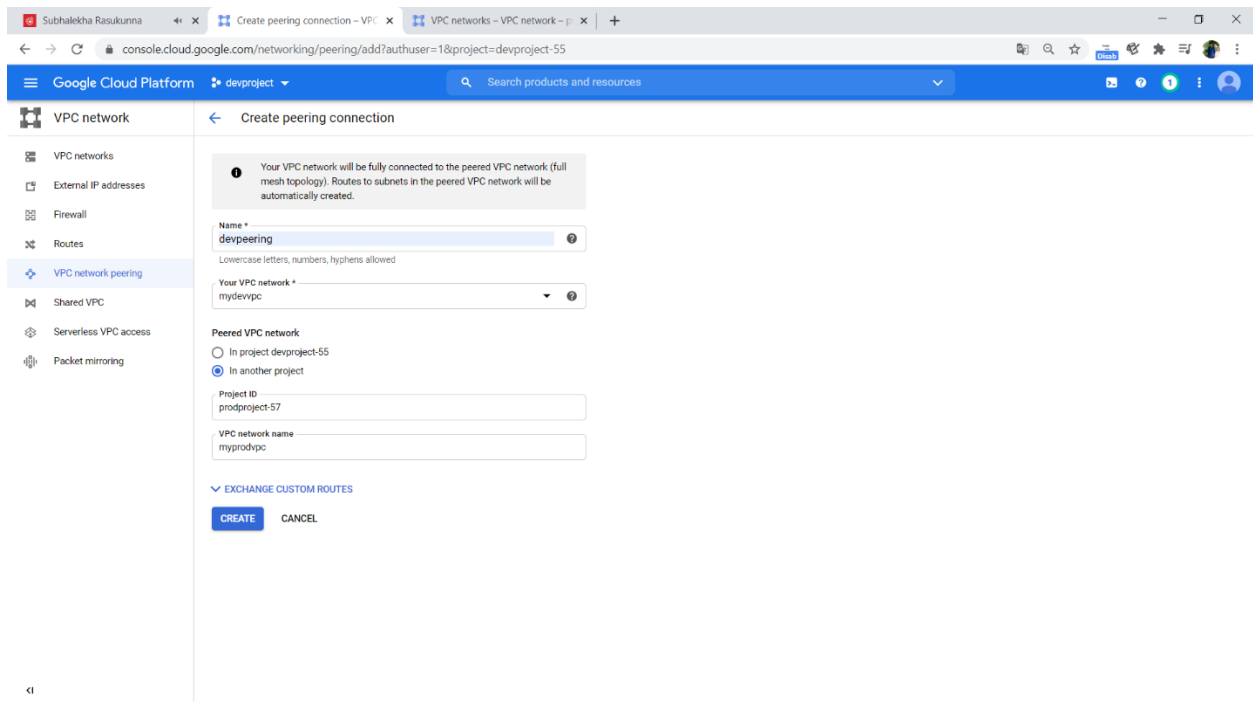 Subhalekha Rasukunna
Create peering connection – VPC
VPC networks – VPC network – p
console.cloud.google.com/networking/peering/add?authuser=1&project=devproject-55
Disab
Google Cloud Platform
devproject
Search products and resources
1
VPC network
Create peering connection
VPC networks
External IP addresses
Firewall
Routes
VPC network peering
Shared VPC
Serverless VPC access
Packet mirroring
Your VPC network will be fully connected to the peered VPC network (full
mesh topology). Routes to subnets in the peered VPC network will be
automatically created.
Name *
devpeering
Lowercase letters, numbers, hyphens allowed
Your VPC network *
mydevvpc
Peered VPC network
In project devproject-55
In another project
Project ID
prodproject-57
VPC network name
myprodvpc
EXCHANGE CUSTOM ROUTES
CREATE
CANCEL